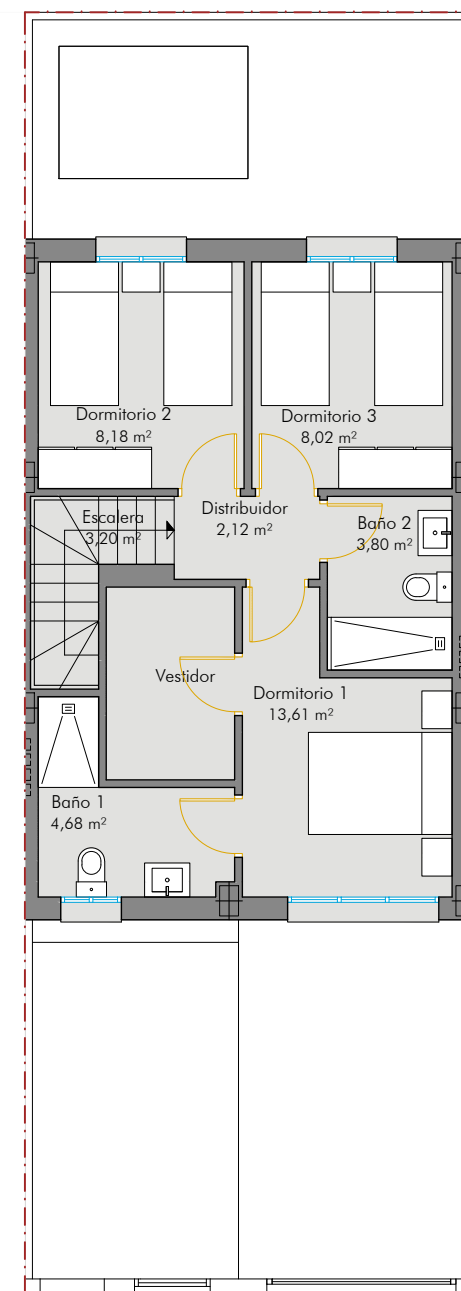 Dormitorio 2
8,18 m²
Dormitorio 3
8,02 m²
Escalera
3,20 m²
Distribuidor
2,12 m²
Baño 2
3,80 m²
Vestidor
Dormitorio 1
13,61 m²
Baño 1
4,68 m²